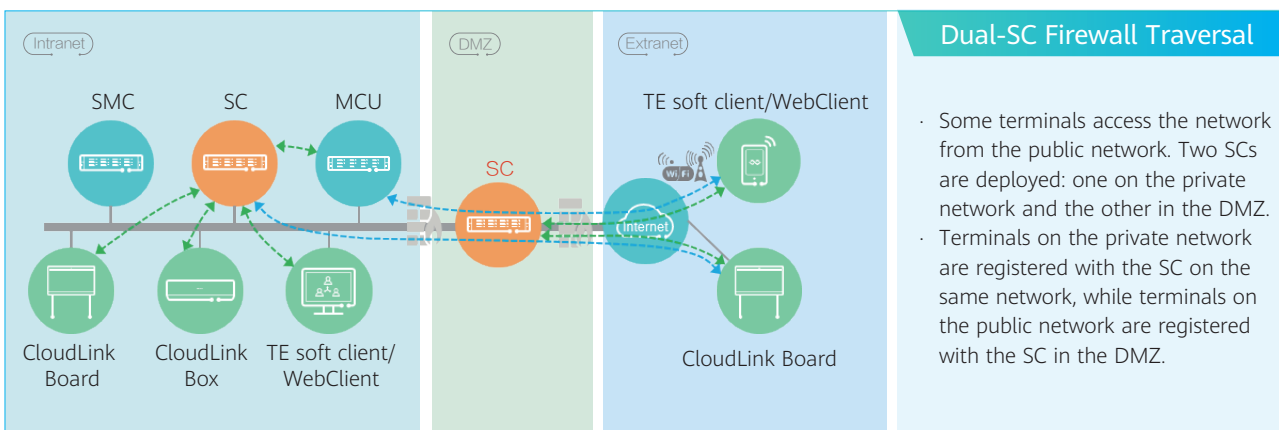 Intranet
DMZ
Extranet
Dual-SC Firewall Traversal
SMC
SC
MCU
TE soft client/WebClient
WiFi
SC
Internet
CloudLink
Board
CloudLink
Box
TE soft client/
WebClient
CloudLink Board
· Some terminals access the network
from the public network. Two SCs
are deployed: one on the private
network and the other in the DMZ.
· Terminals on the private network
are registered with the SC on the
same network, while terminals on
the public network are registered
with the SC in the DMZ.